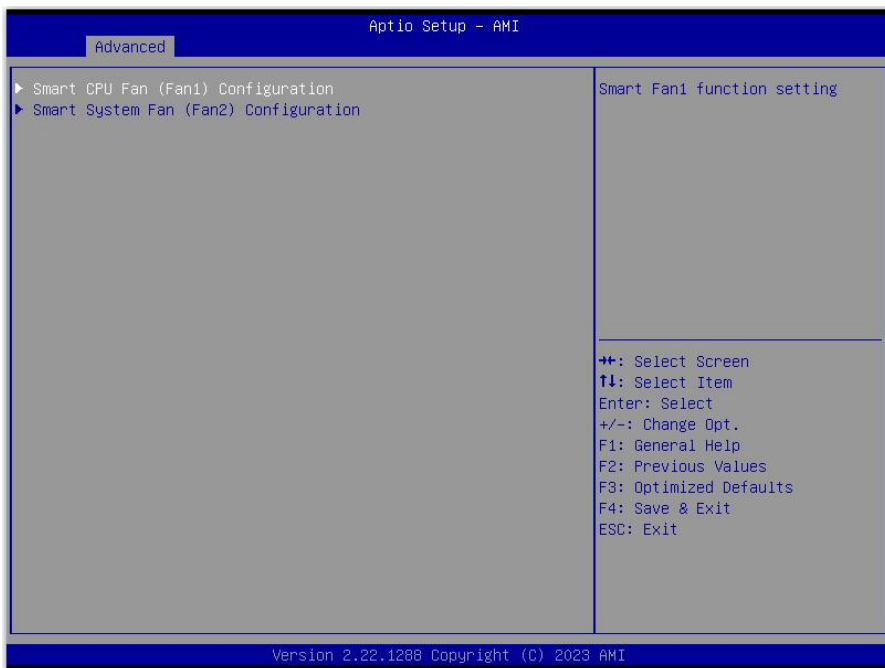 Aptio Setup - AMI
Advanced
▶ Smart CPU Fan (Fan1) Configuration
▶ Smart System Fan (Fan2) Configuration
Smart Fan1 function setting
→←: Select Screen
↑↓: Select Item
Enter: Select
+/-: Change Opt.
F1: General Help
F2: Previous Values
F3: Optimized Defaults
F4: Save & Exit
ESC: Exit
Version 2.22.1288 Copyright (C) 2023 AMI